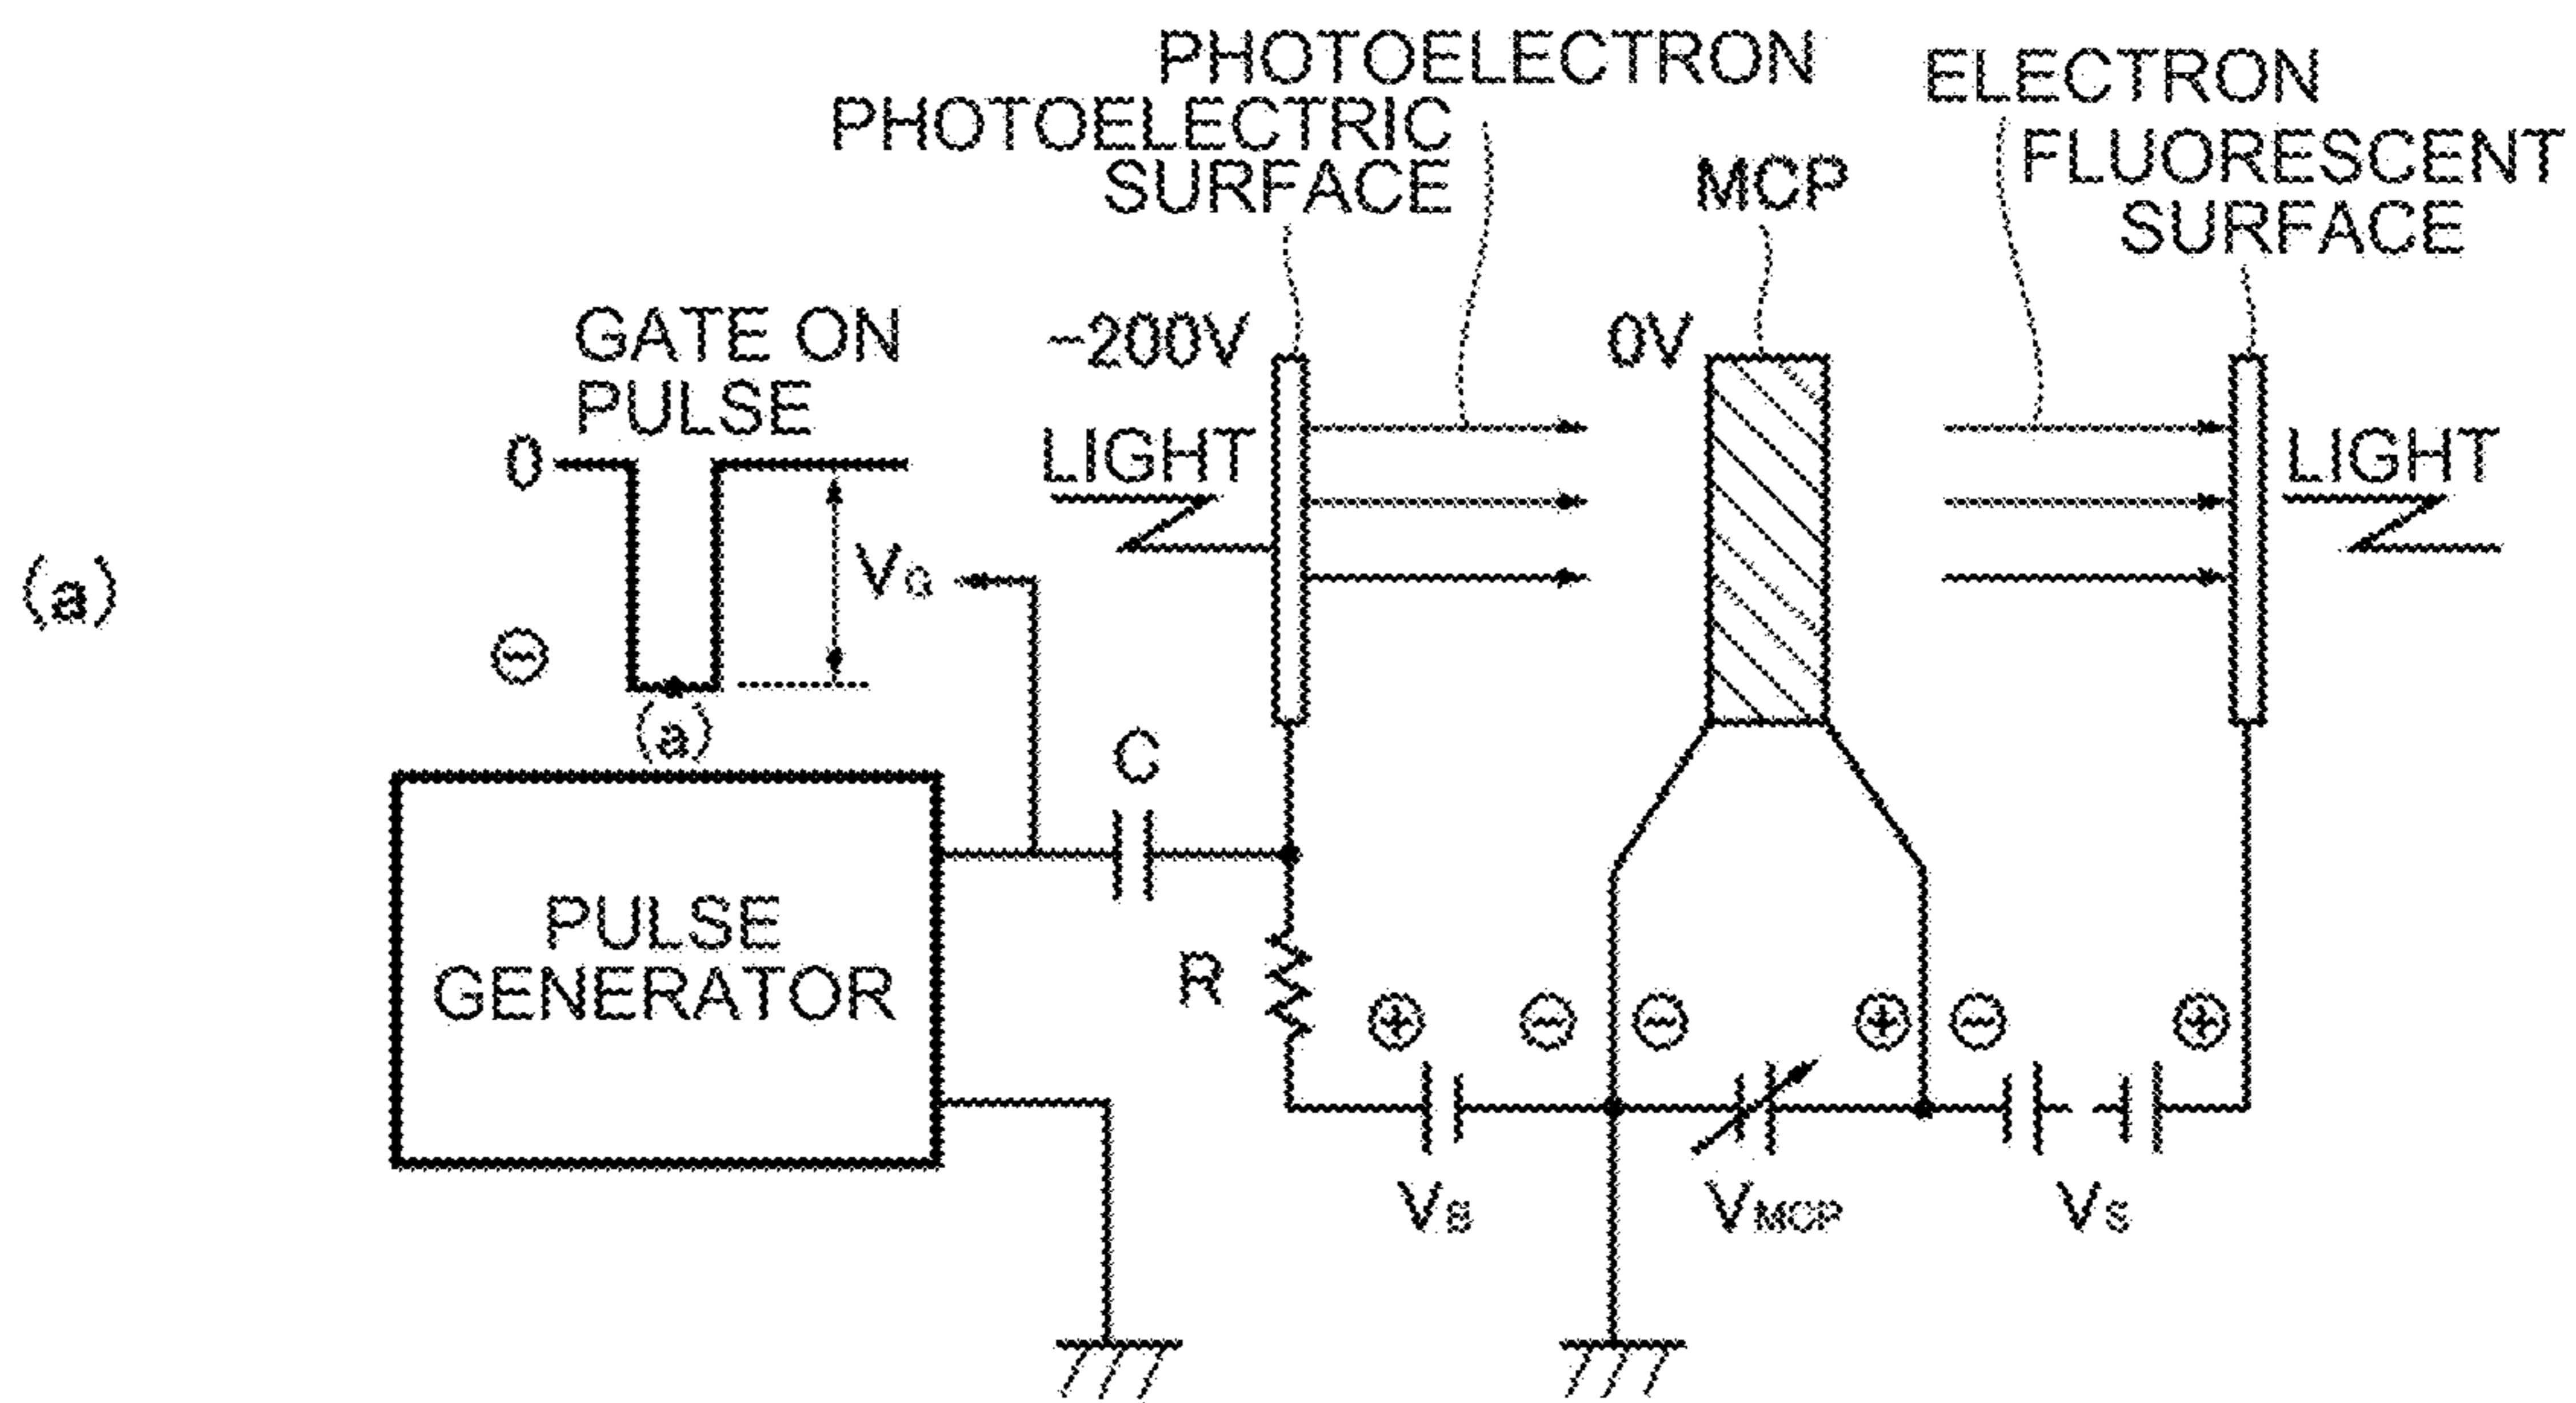 PHOTOELECTRON
PHOTOELECTRIC
SURFACE
MCP
ELECTRON
FLUORESCENT
SURFACE
GATE ON
PULSE
0
−200V
0V
LIGHT
LIGHT
(a)
VG
⊖
(a)
C
PULSE
GENERATOR
R
⊕ ⊖ ⊖ ⊕ ⊖ ⊕
VB
VMCP
VS